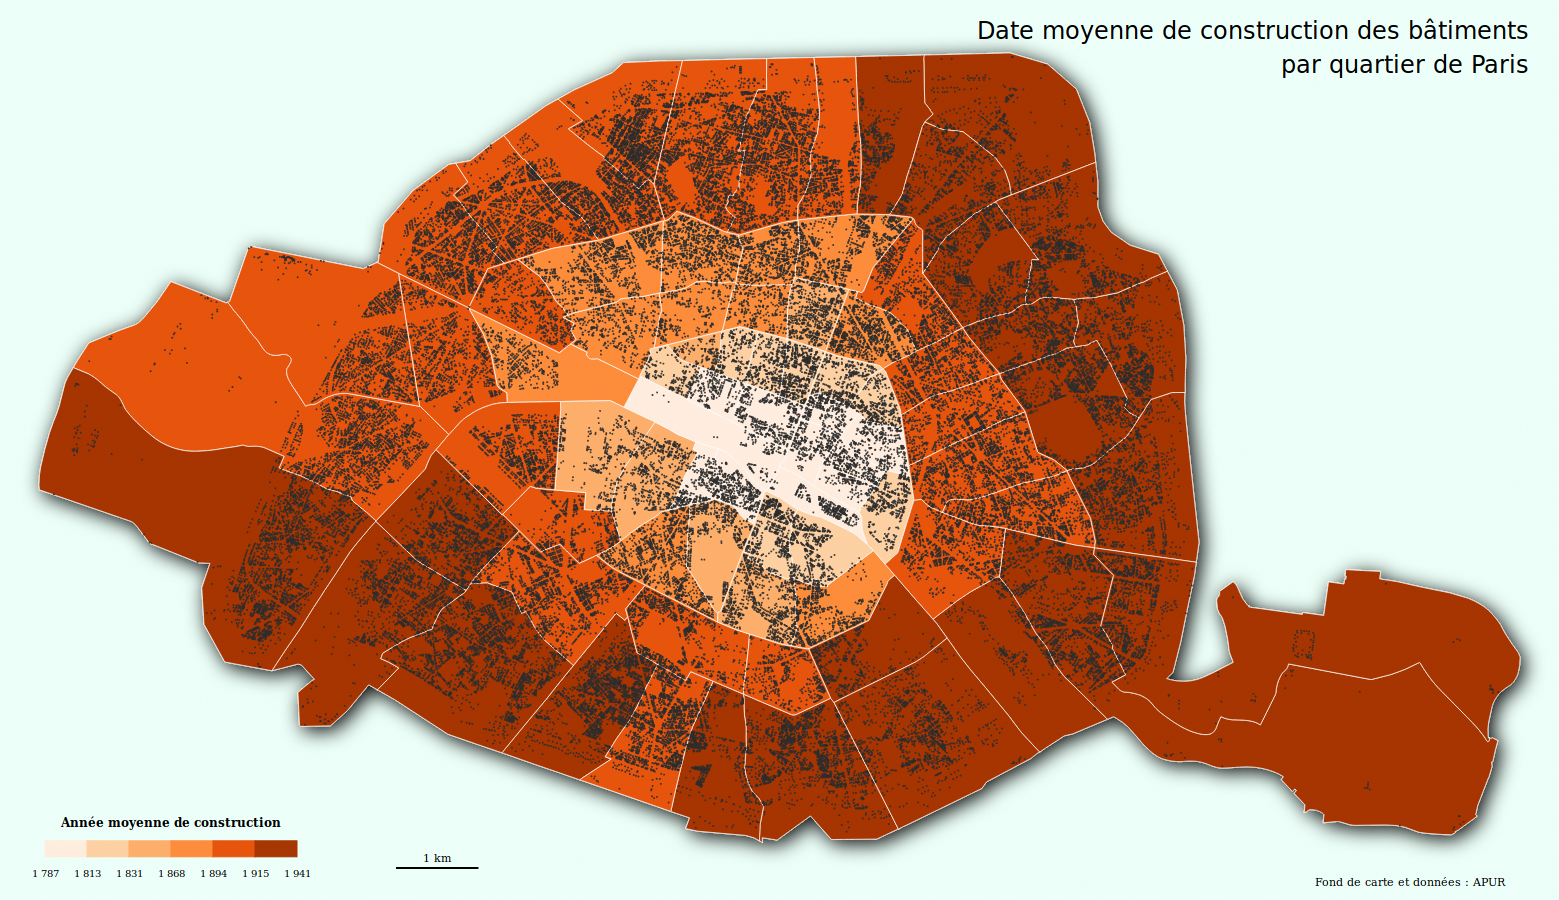 Date moyenne de construction des bâtiments
par quartier de Paris
Année moyenne de construction
1 787 1 813 1 831 1 868 1 894 1 915 1 941
1 km
Fond de carte et données : APUR